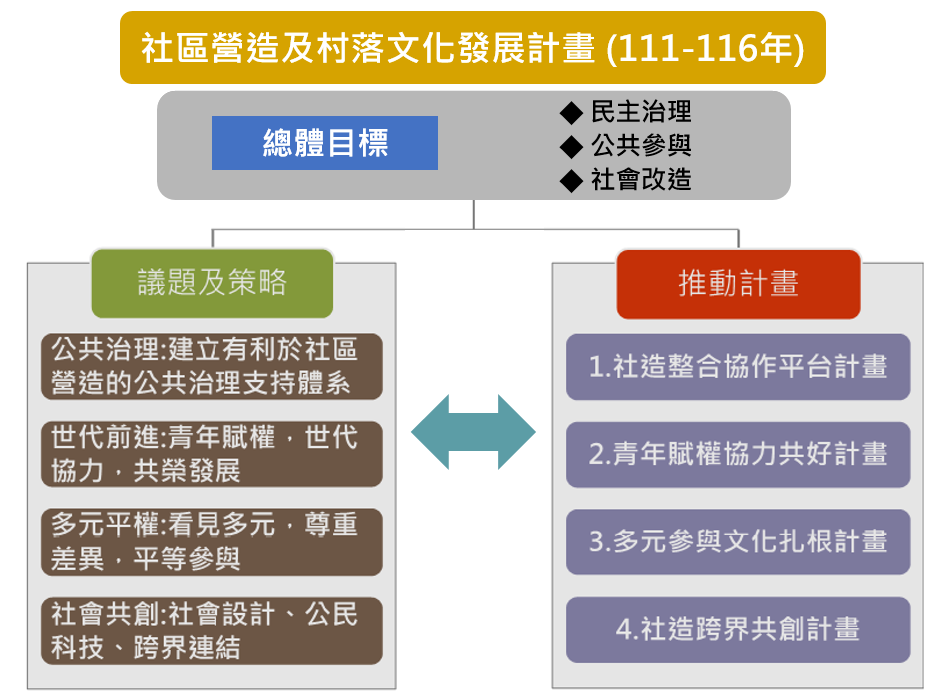 社區營造及村落文化發展計畫 (111-116年)
總體目標
◆ 民主治理
◆ 公共參與
◆ 社會改造
議題及策略
公共治理:建立有利於社區
營造的公共治理支持體系
世代前進:青年賦權，世代
協力，共榮發展
多元平權:看見多元，尊重
差異，平等參與
社會共創:社會設計、公民
科技、跨界連結
推動計畫
1.社造整合協作平台計畫
2.青年賦權協力共好計畫
3.多元參與文化扎根計畫
4.社造跨界共創計畫